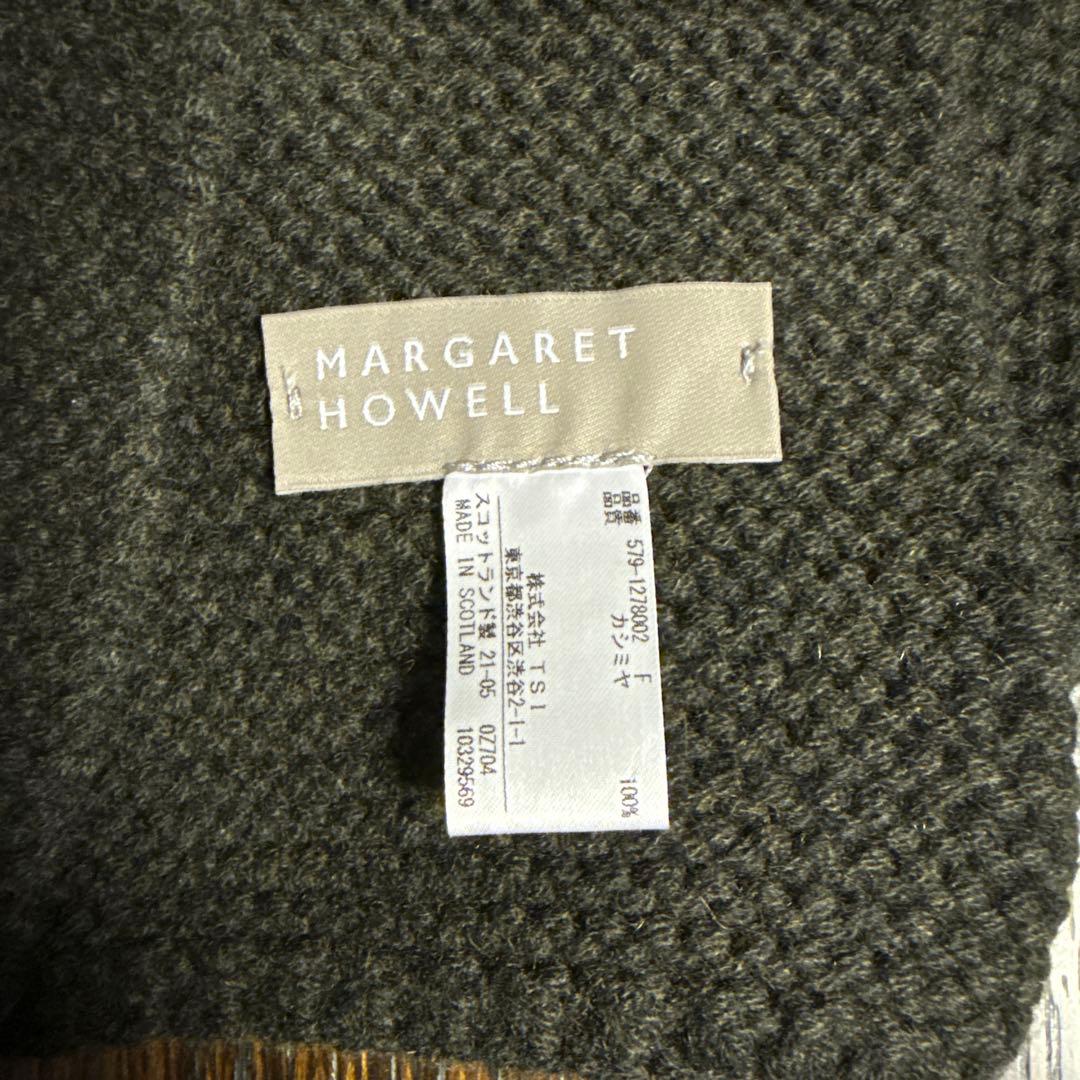 MARGARET
HOWELL
品番 579-1278002 F
品質 カシミヤ 100%
株式会社 TSI
東京都渋谷区渋谷2-1-1
スコットランド製 21-05 0Z704
MADE IN SCOTLAND 10329569